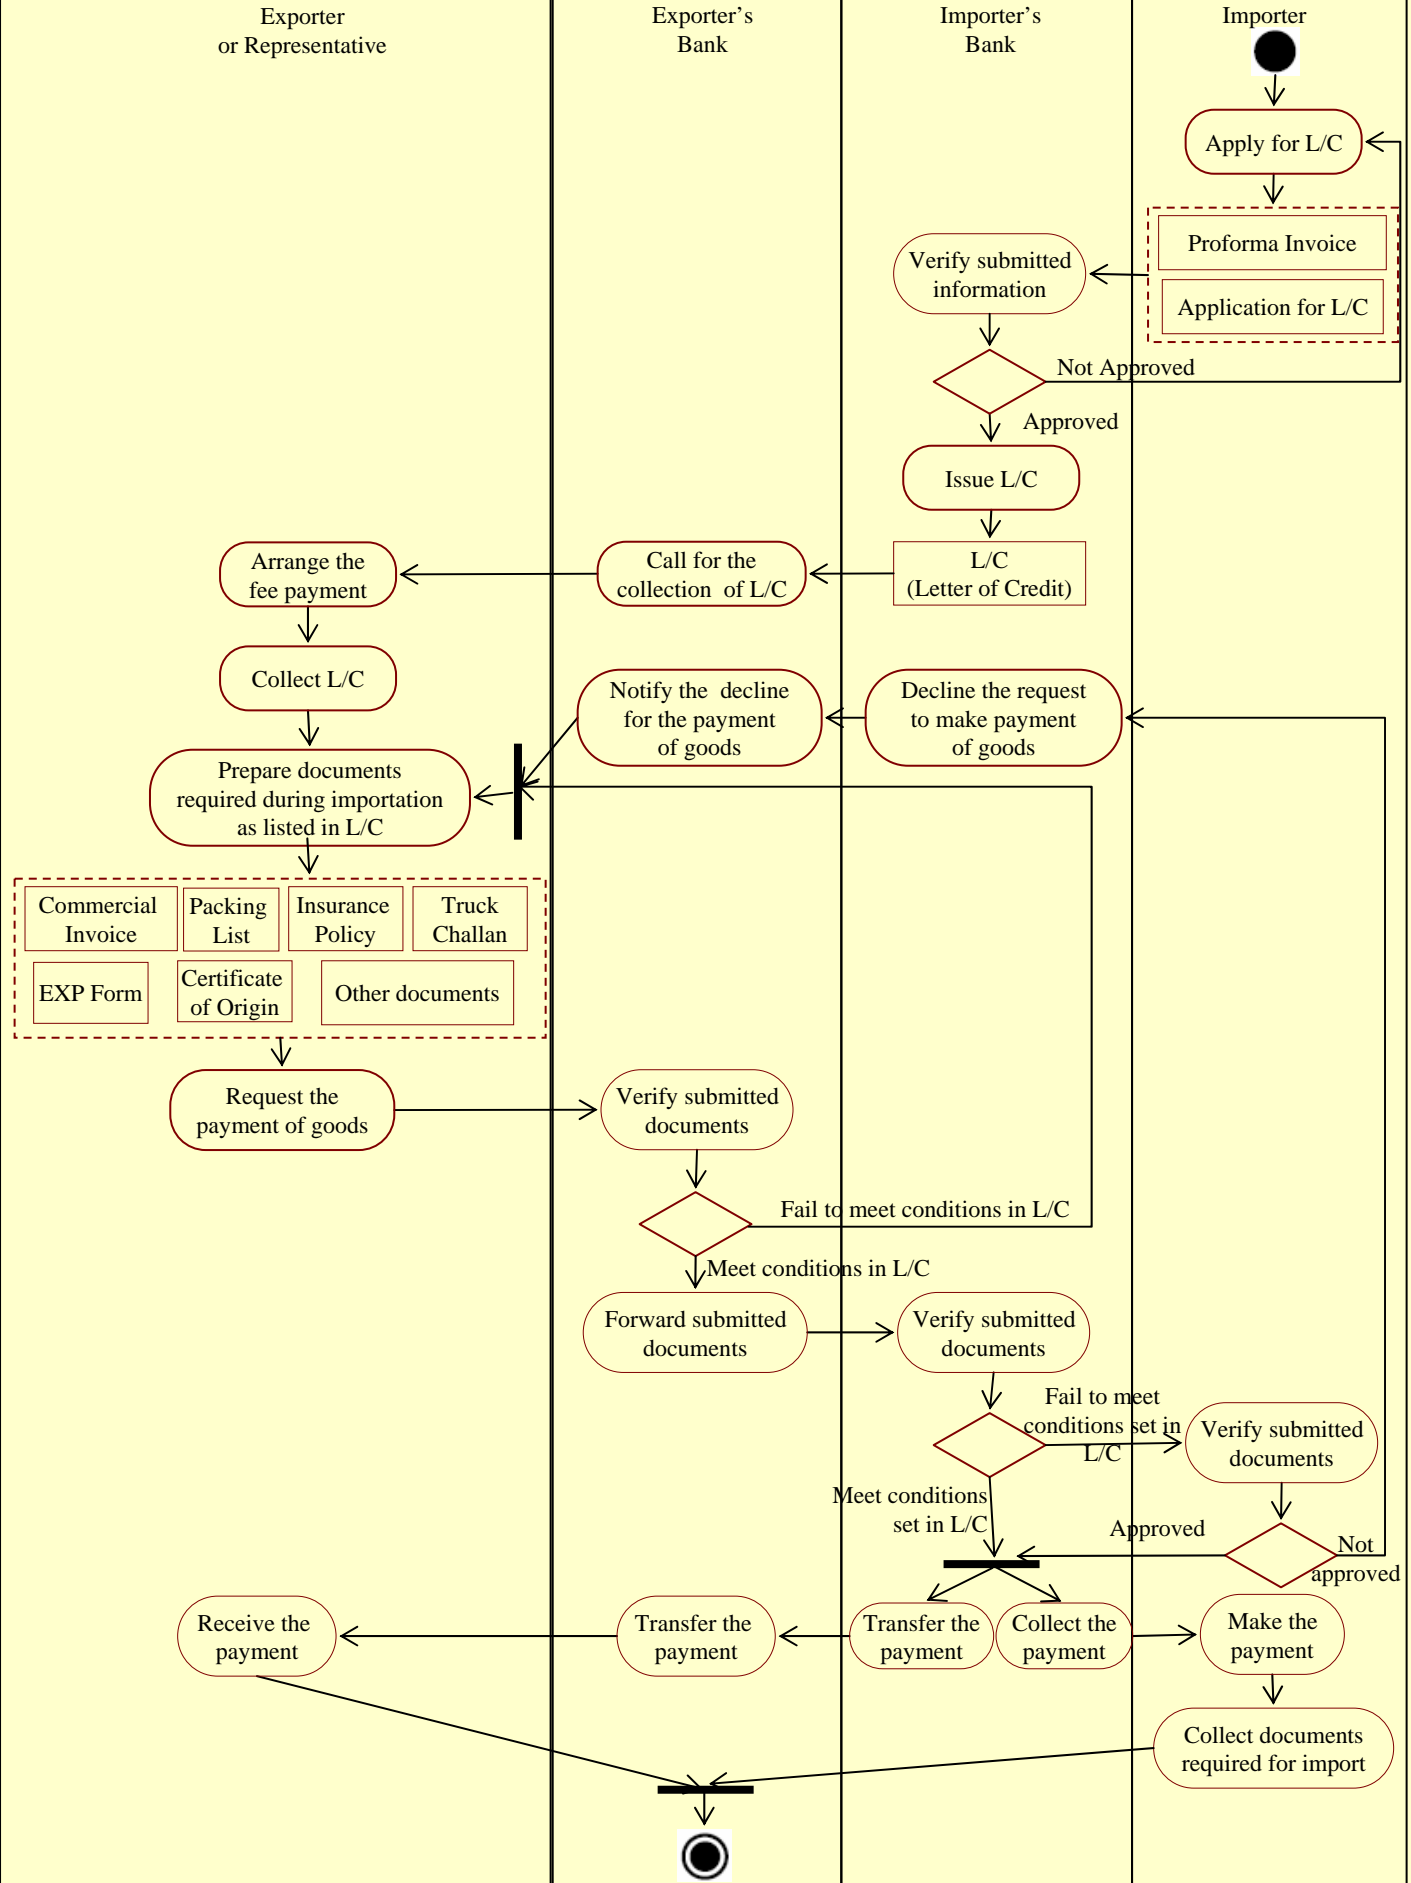 Exporter
or Representative
Exporter’s
Bank
Importer’s
Bank
Importer
Apply for L/C
Proforma Invoice
Application for L/C
Verify submitted
information
Not Approved
Approved
Issue L/C
L/C
(Letter of Credit)
Call for the
collection of L/C
Arrange the
fee payment
Collect L/C
Notify the decline
for the payment
of goods
Decline the request
to make payment
of goods
Prepare documents
required during importation
as listed in L/C
Commercial
Invoice
Packing
List
Insurance
Policy
Truck
Challan
EXP Form
Certificate
of Origin
Other documents
Request the
payment of goods
Verify submitted
documents
Fail to meet conditions in L/C
Meet conditions in L/C
Forward submitted
documents
Verify submitted
documents
Fail to meet
conditions set in
L/C
Verify submitted
documents
Meet conditions
set in L/C
Approved
Not
approved
Receive the
payment
Transfer the
payment
Transfer the
payment
Collect the
payment
Make the
payment
Collect documents
required for import